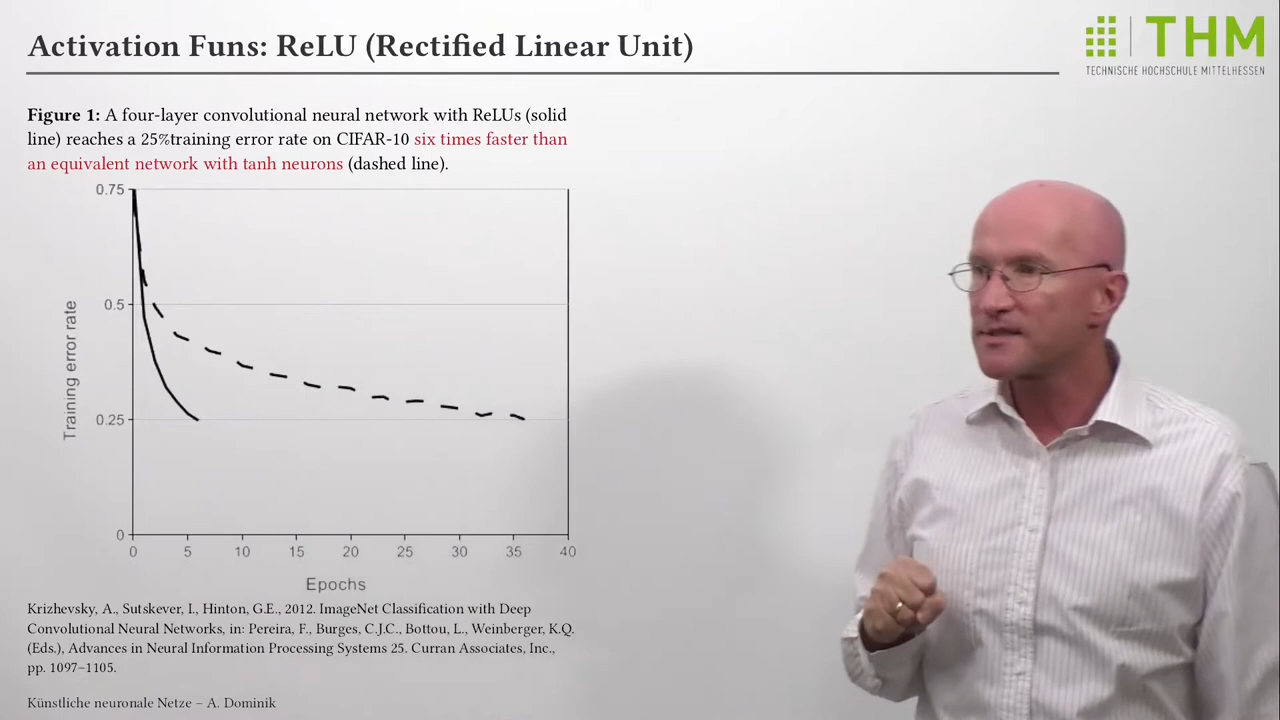 Activation Funs: ReLU (Rectified Linear Unit)
THM
TECHNISCHE HOCHSCHULE MITTELHESSEN
Figure 1: A four-layer convolutional neural network with ReLUs (solid
line) reaches a 25%training error rate on CIFAR-10 six times faster than
an equivalent network with tanh neurons (dashed line).
0.75
0.5
0.25
0
Training error rate
0 5 10 15 20 25 30 35 40
Epochs
Krizhevsky, A., Sutskever, I., Hinton, G.E., 2012. ImageNet Classification with Deep
Convolutional Neural Networks, in: Pereira, F., Burges, C.J.C., Bottou, L., Weinberger, K.Q.
(Eds.), Advances in Neural Information Processing Systems 25. Curran Associates, Inc.,
pp. 1097–1105.
Künstliche neuronale Netze – A. Dominik